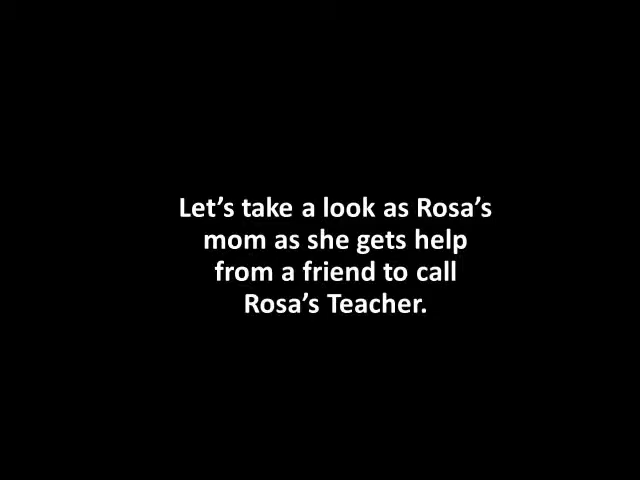 Let’s take a look as Rosa’s
mom as she gets help
from a friend to call
Rosa’s Teacher.